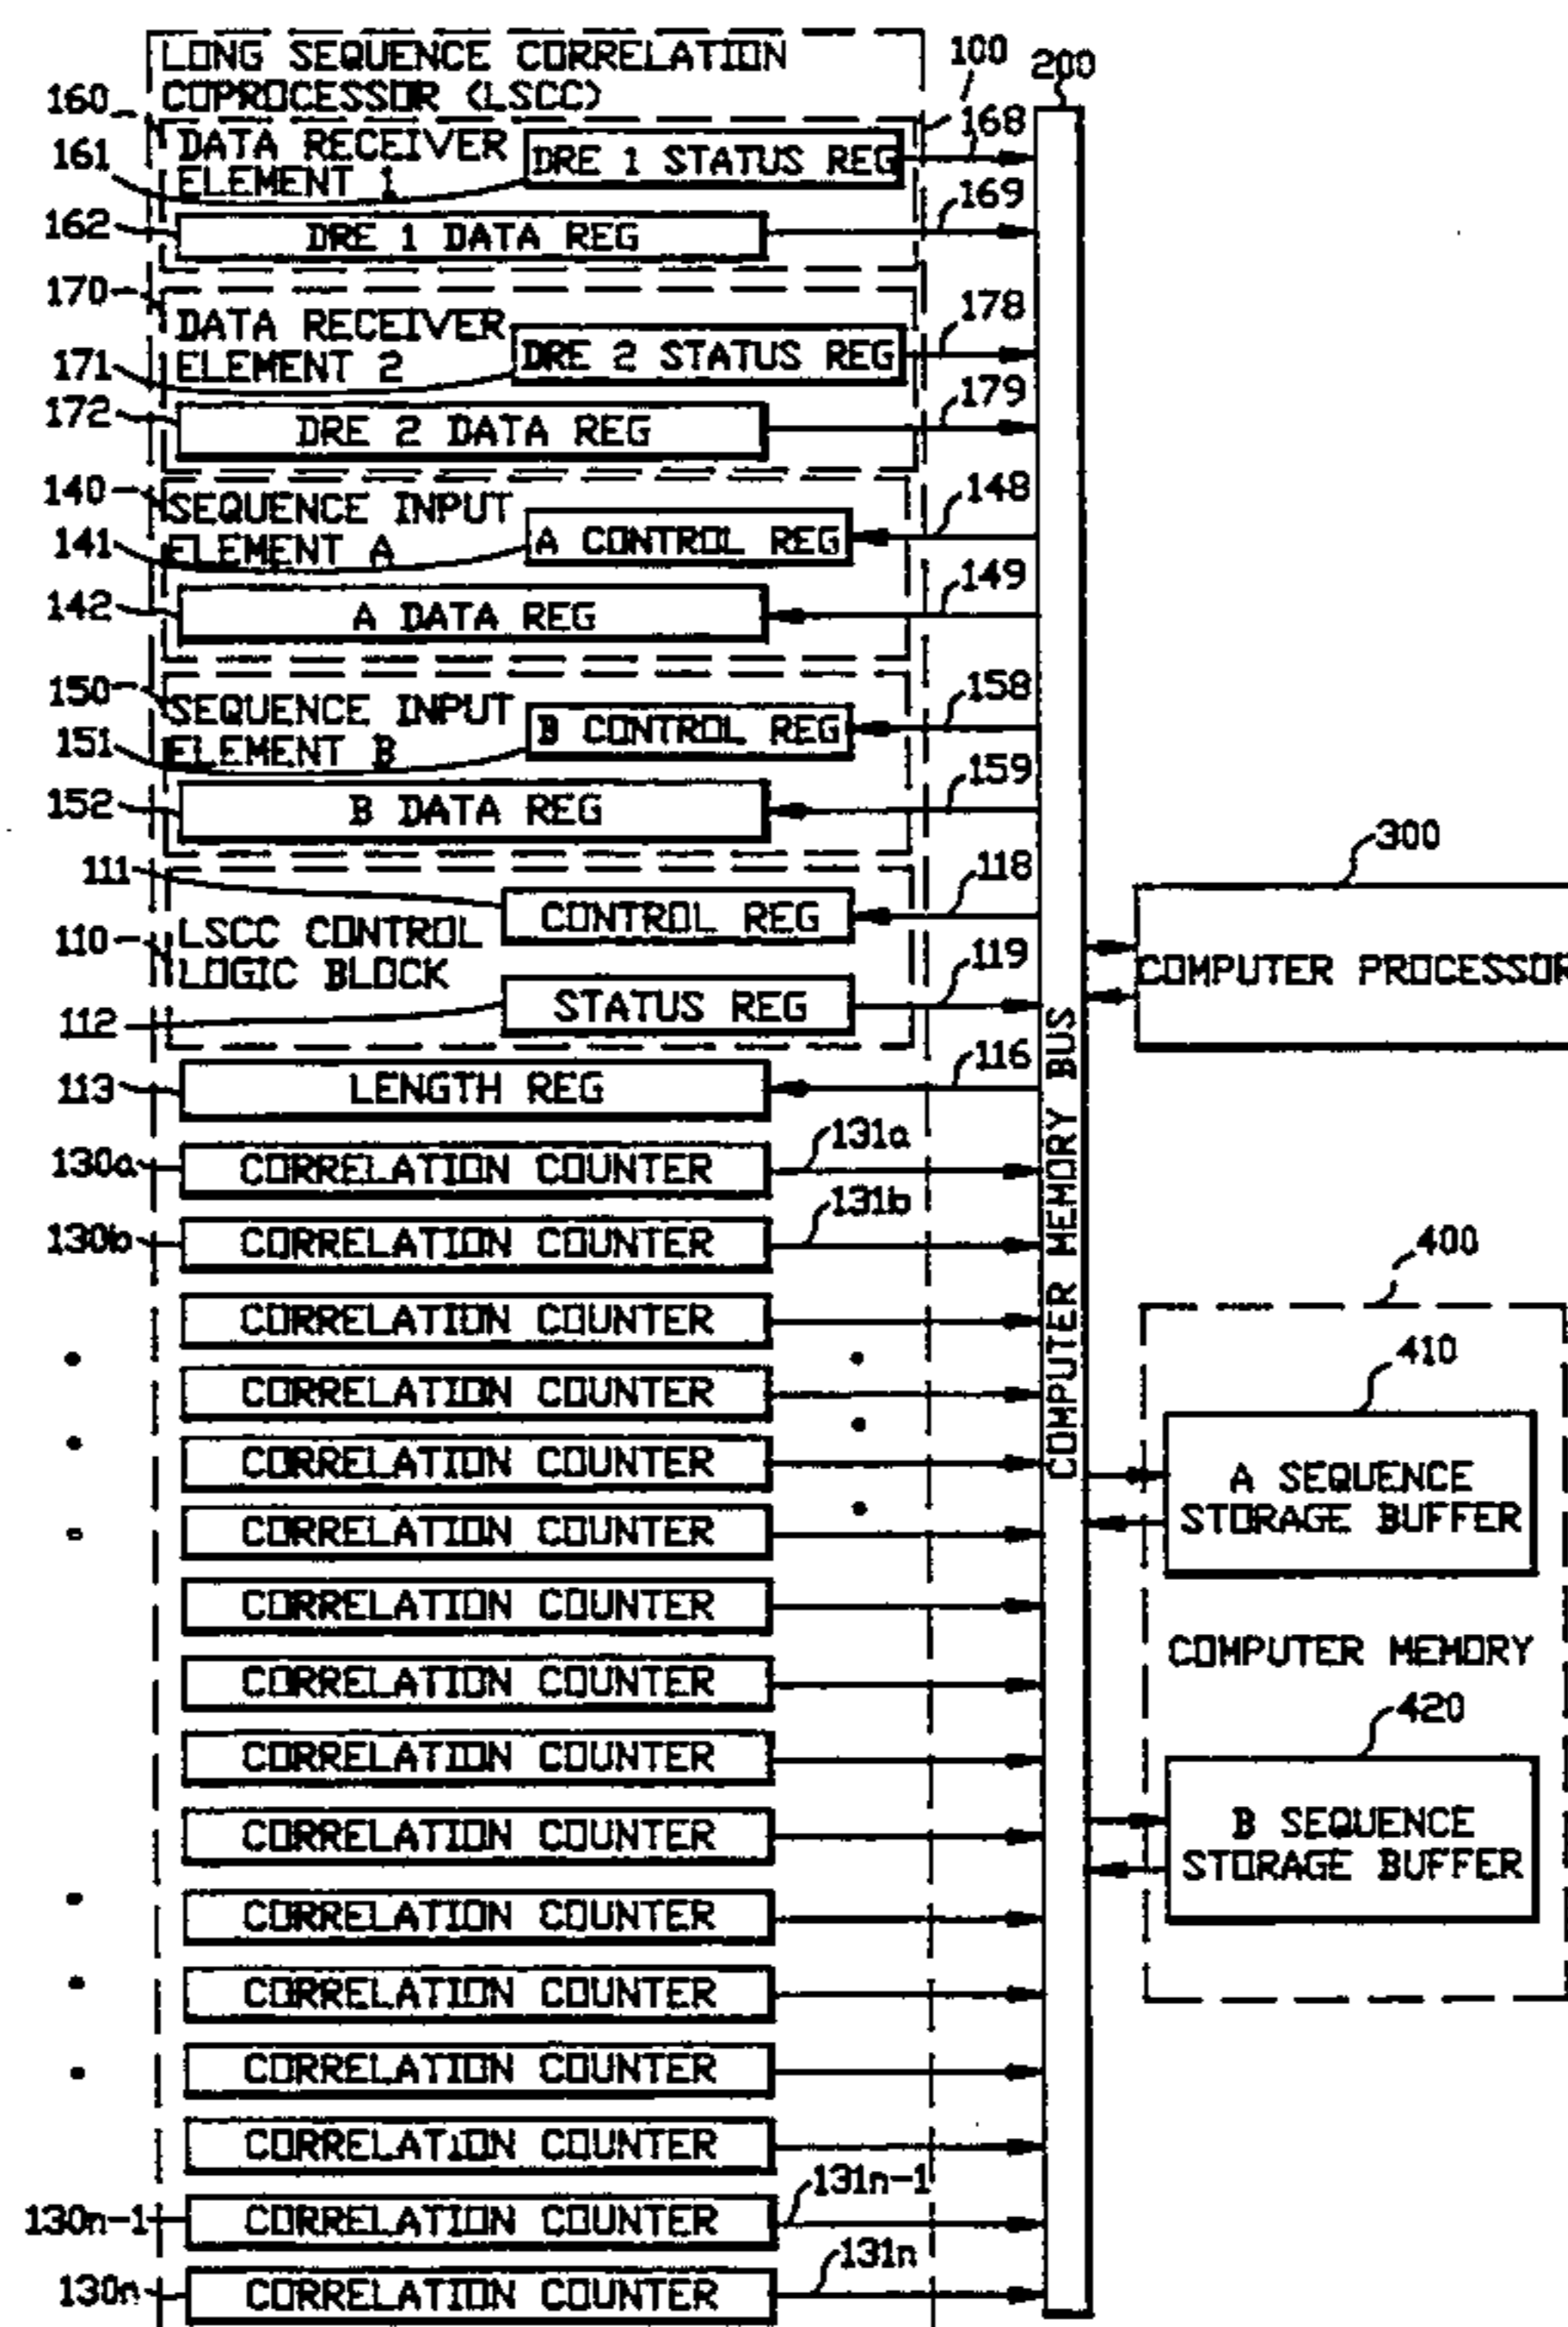 LONG SEQUENCE CORRELATION
COPROCESSOR (LSCC)
100
200
160
DATA RECEIVER
ELEMENT 1
161
DRE 1 STATUS REG
168
162
DRE 1 DATA REG
169
170
DATA RECEIVER
ELEMENT 2
171
DRE 2 STATUS REG
178
172
DRE 2 DATA REG
179
140
SEQUENCE INPUT
ELEMENT A
141
A CONTROL REG
148
142
A DATA REG
149
150
SEQUENCE INPUT
ELEMENT B
151
B CONTROL REG
158
152
B DATA REG
159
111
CONTROL REG
118
110
LSCC CONTROL
LOGIC BLOCK
112
STATUS REG
119
113
LENGTH REG
116
130a
CORRELATION COUNTER
131a
130b
CORRELATION COUNTER
131b
CORRELATION COUNTER
CORRELATION COUNTER
CORRELATION COUNTER
CORRELATION COUNTER
CORRELATION COUNTER
CORRELATION COUNTER
CORRELATION COUNTER
CORRELATION COUNTER
CORRELATION COUNTER
CORRELATION COUNTER
CORRELATION COUNTER
CORRELATION COUNTER
130n-1
CORRELATION COUNTER
131n-1
130n
CORRELATION COUNTER
131n
COMPUTER MEMORY BUS
300
COMPUTER PROCESSOR
400
410
A SEQUENCE
STORAGE BUFFER
COMPUTER MEMORY
420
B SEQUENCE
STORAGE BUFFER